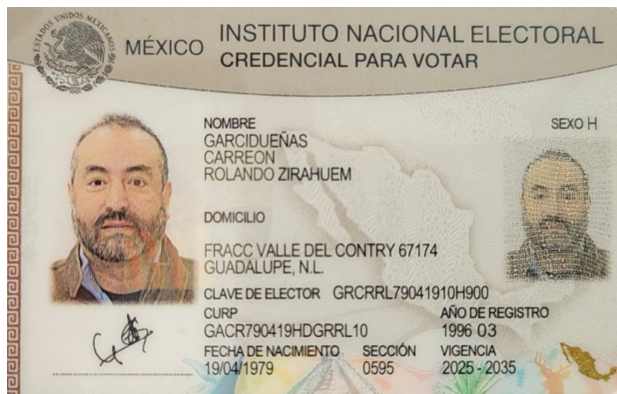 ESTADOS UNIDOS MEXICANOS
MÉXICO
INSTITUTO NACIONAL ELECTORAL
CREDENCIAL PARA VOTAR
NOMBRE
SEXO H
GARCIDUEÑAS
CARREON
ROLANDO ZIRAHUEM
DOMICILIO
FRACC VALLE DEL CONTRY 67174
GUADALUPE, N.L.
CLAVE DE ELECTOR GRCRRL79041910H900
CURP AÑO DE REGISTRO
GACR790419HDGRRL10 1996 03
FECHA DE NACIMIENTO SECCIÓN VIGENCIA
19/04/1979 0595 2025 - 2035